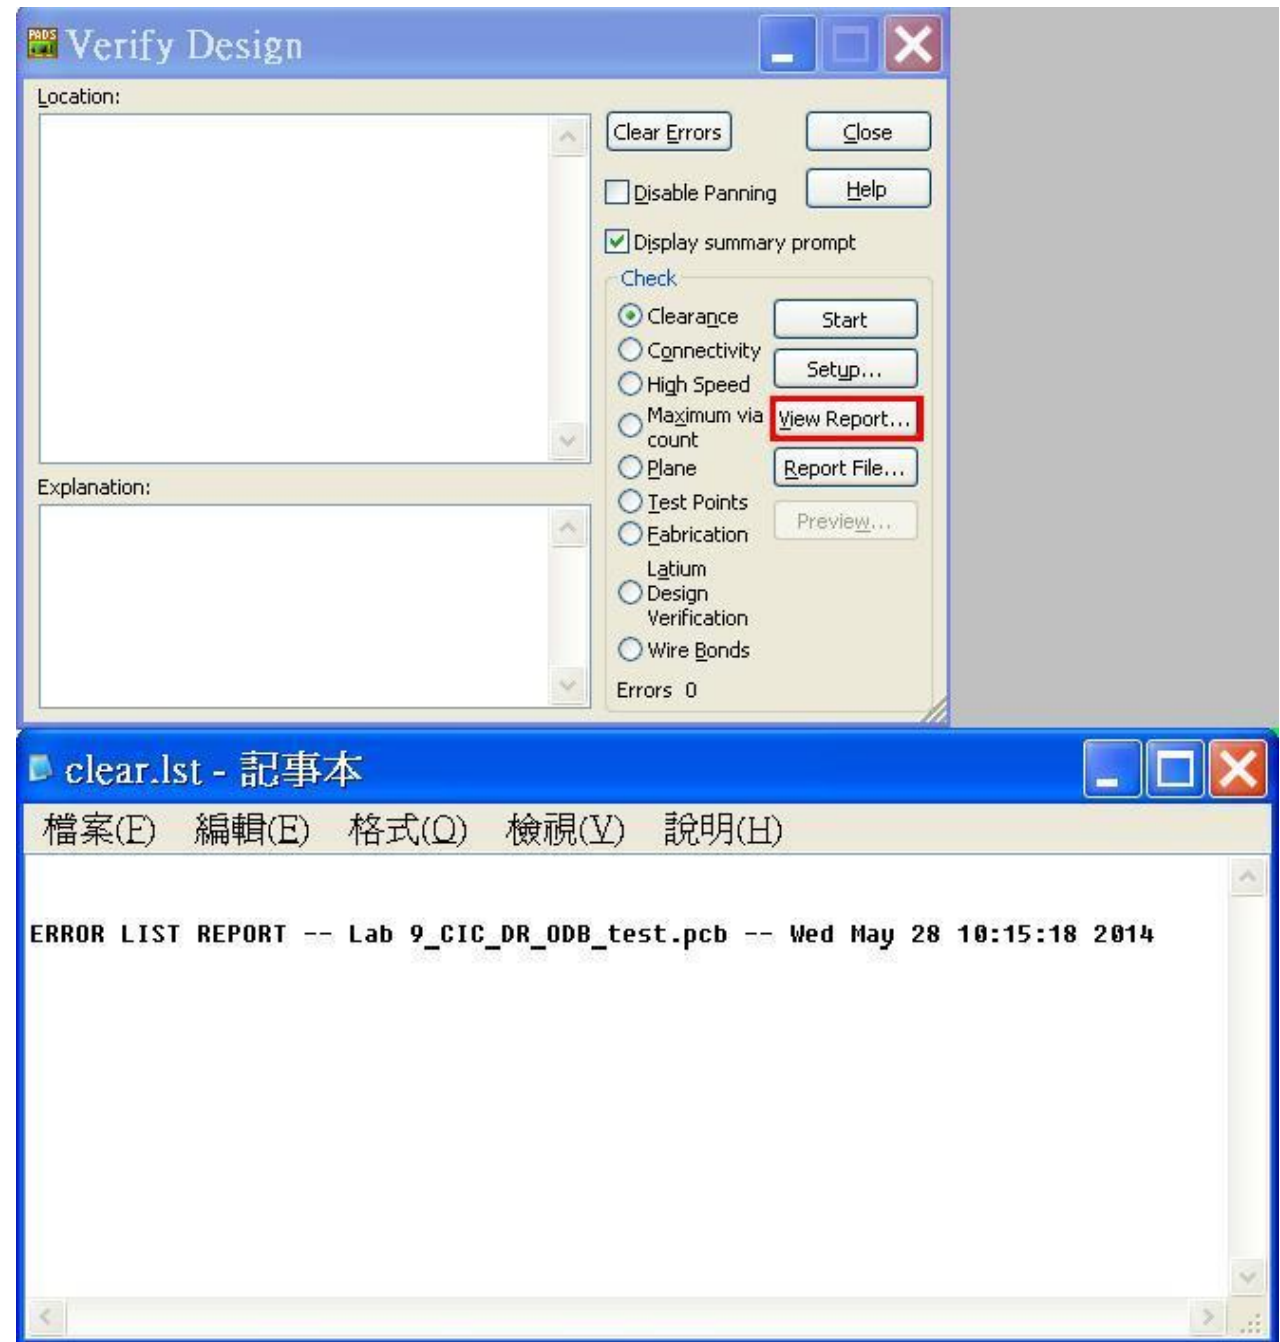 Verify Design
Location:
Clear Errors
Close
Disable Panning
Help
Display summary prompt
Check
Clearance
Start
Connectivity
Setup...
High Speed
Maximum via count
View Report...
Plane
Report File...
Explanation:
Test Points
Preview...
Fabrication
Latium
Design
Verification
Wire Bonds
Errors 0
clear.lst - 記事本
檔案(F) 編輯(E) 格式(O) 檢視(V) 說明(H)
ERROR LIST REPORT -- Lab 9_CIC_DR_ODB_test.pcb -- Wed May 28 10:15:18 2014